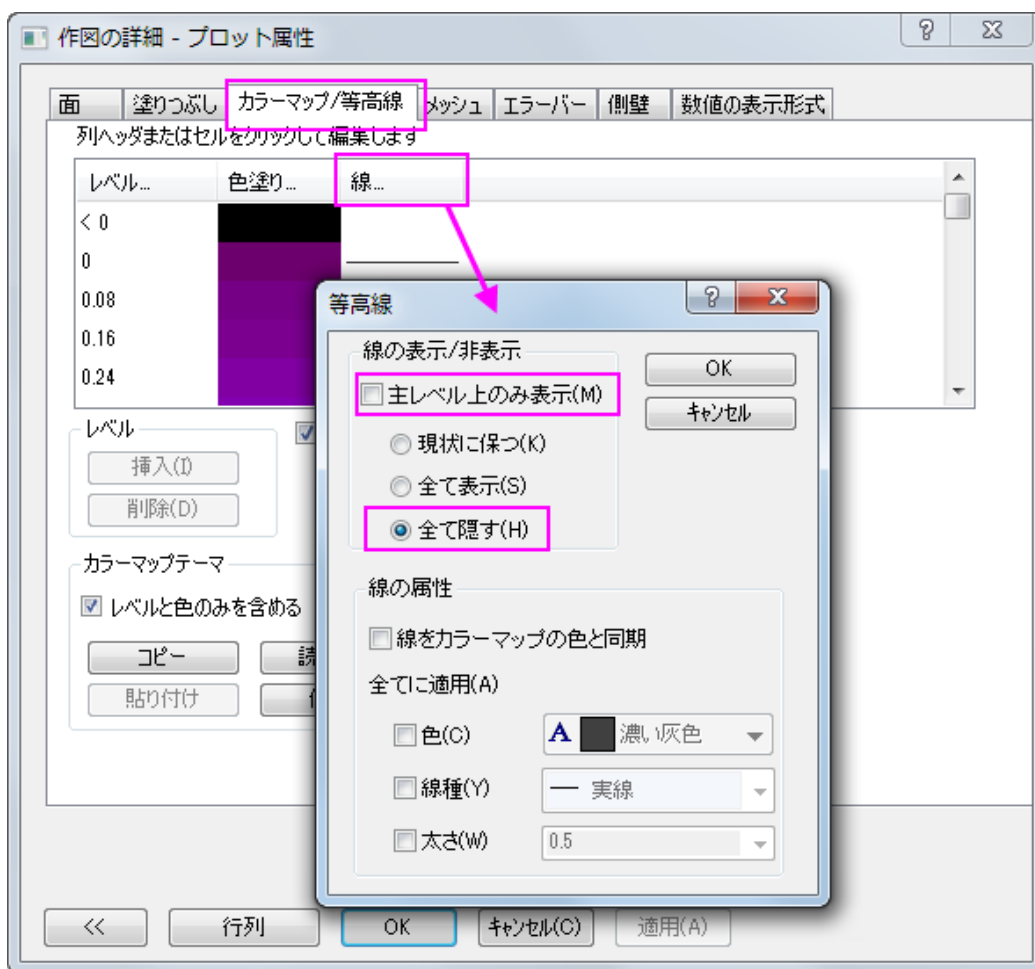 作図の詳細 - プロット属性
面 塗りつぶし カラーマップ/等高線 メッシュ エラーバー 側壁 数値の表示形式
列ヘッダまたはセルをクリックして編集します
レベル... 色塗り... 線...
< 0
0
0.08
0.16
0.24
レベル
挿入(I)
削除(D)
カラーマップテーマ
レベルと色のみを含める
コピー
貼り付け
等高線
線の表示/非表示
主レベル上のみ表示(M)
現状に保つ(K)
全て表示(S)
全て隠す(H)
OK
キャンセル
線の属性
線をカラーマップの色と同期
全てに適用(A)
色(C) A 濃い灰色
線種(Y) 実線
太さ(W) 0.5
<< 行列 OK キャンセル(C) 適用(A)